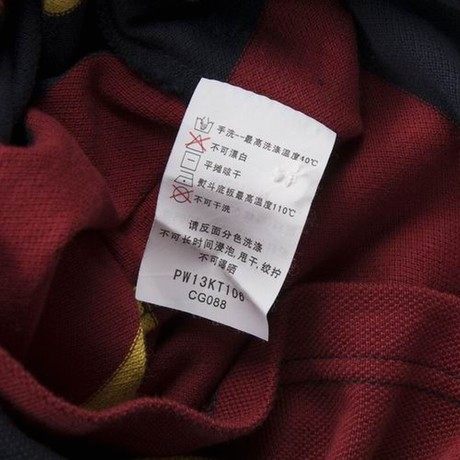 手洗--最高洗涤温度40℃
不可漂白
平摊晾干
熨斗底板最高温度110℃
不可干洗
请反面分色洗涤
不可长时间浸泡,甩干,绞拧
不可曝晒
PW13KT106
CG088